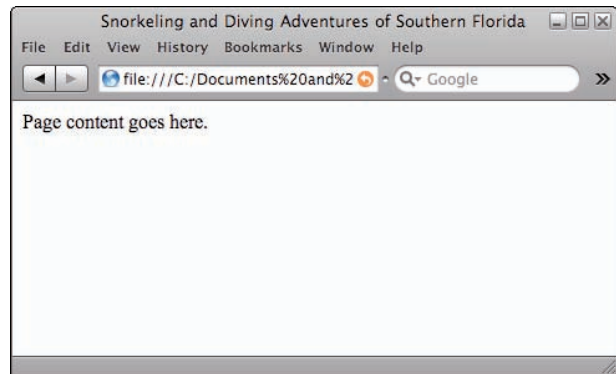 Snorkeling and Diving Adventures of Southern Florida
File Edit View History Bookmarks Window Help
file:///C:/Documents%20and%2 Google
Page content goes here.